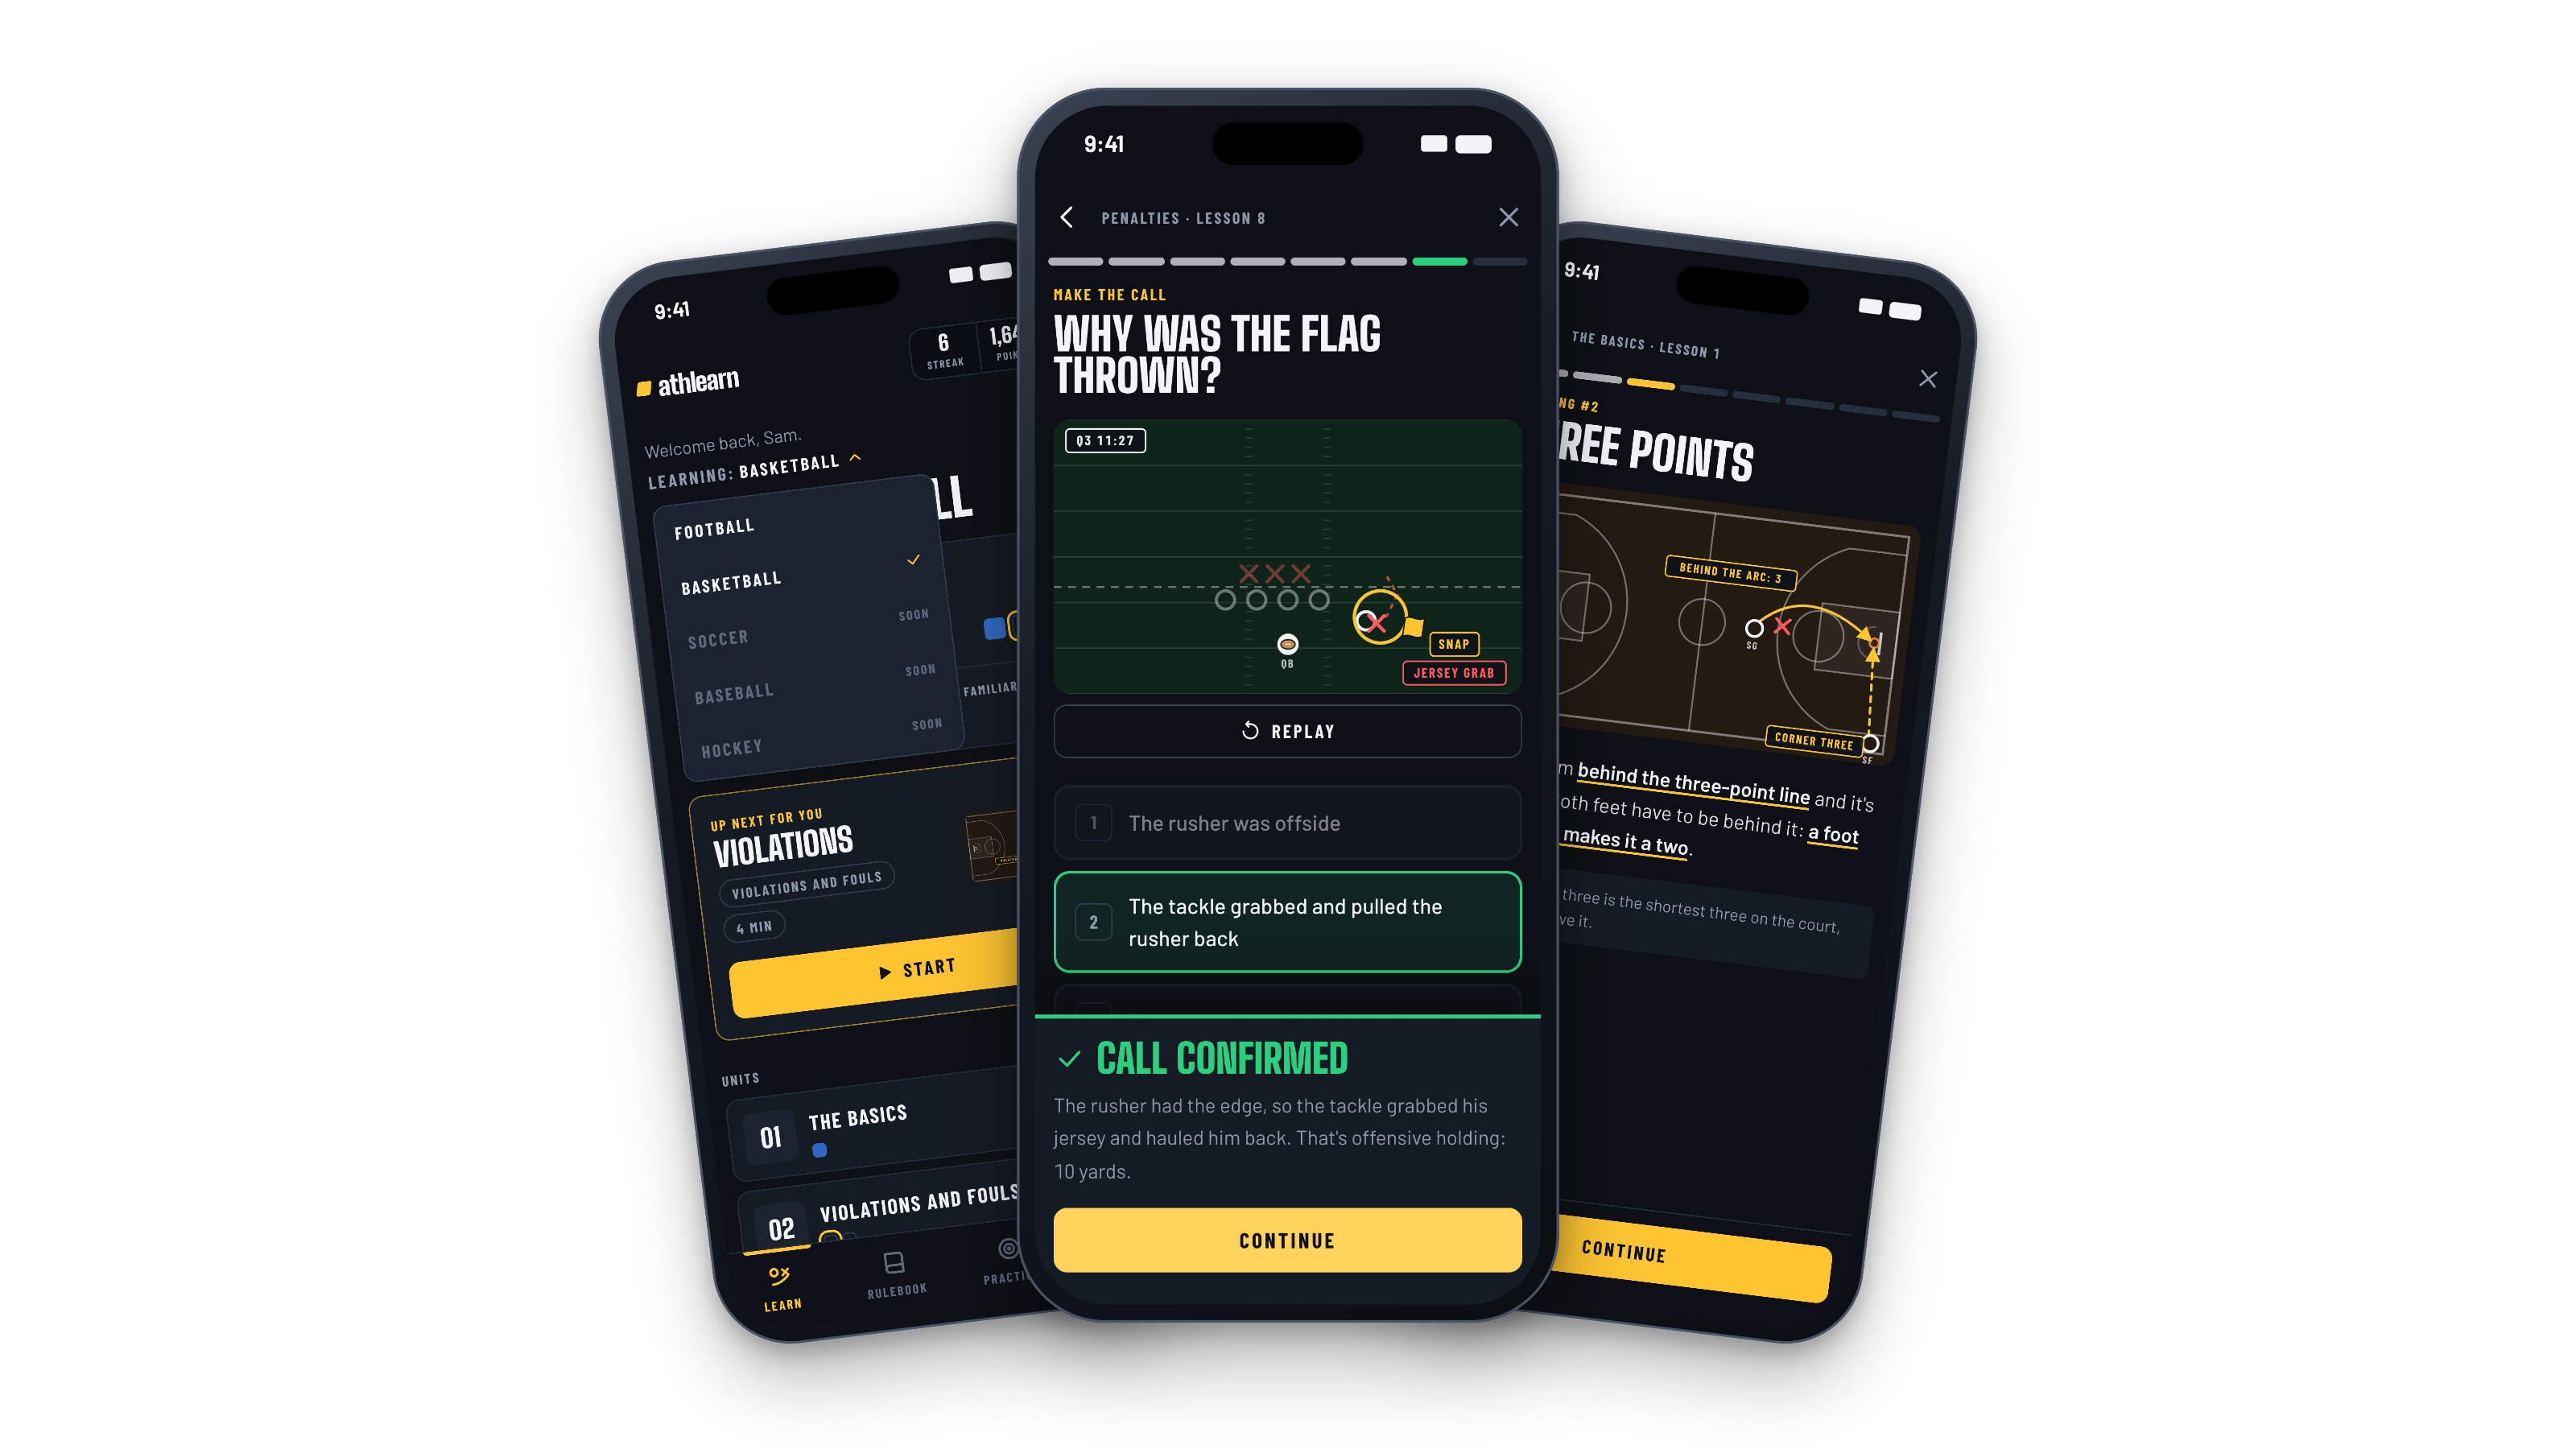 9:41
6
STREAK
athlearn
Welcome back, Sam.
LEARNING: BASKETBALL
FOOTBALL
BASKETBALL
SOCCER
SOON
BASEBALL
SOON
HOCKEY
SOON
LL
FAMILIAR
UP NEXT FOR YOU
VIOLATIONS
VIOLATIONS AND FOULS
4 MIN
START
UNITS
01
THE BASICS
02
VIOLATIONS AND FOULS
LEARN
RULEBOOK
9:41
PENALTIES · LESSON 8
MAKE THE CALL
WHY WAS THE FLAG
THROWN?
Q3 11:27
QB
SNAP
JERSEY GRAB
REPLAY
1
The rusher was offside
2
The tackle grabbed and pulled the
rusher back
CALL CONFIRMED
The rusher had the edge, so the tackle grabbed his
jersey and hauled him back. That's offensive holding:
10 yards.
CONTINUE
9:41
THE BASICS · LESSON 1
NG #2
REE POINTS
BEHIND THE ARC: 3
SG
CORNER THREE
SF
m behind the three-point line and it's
oth feet have to be behind it: a foot
makes it a two.
three is the shortest three on the court,
ve it.
CONTINUE